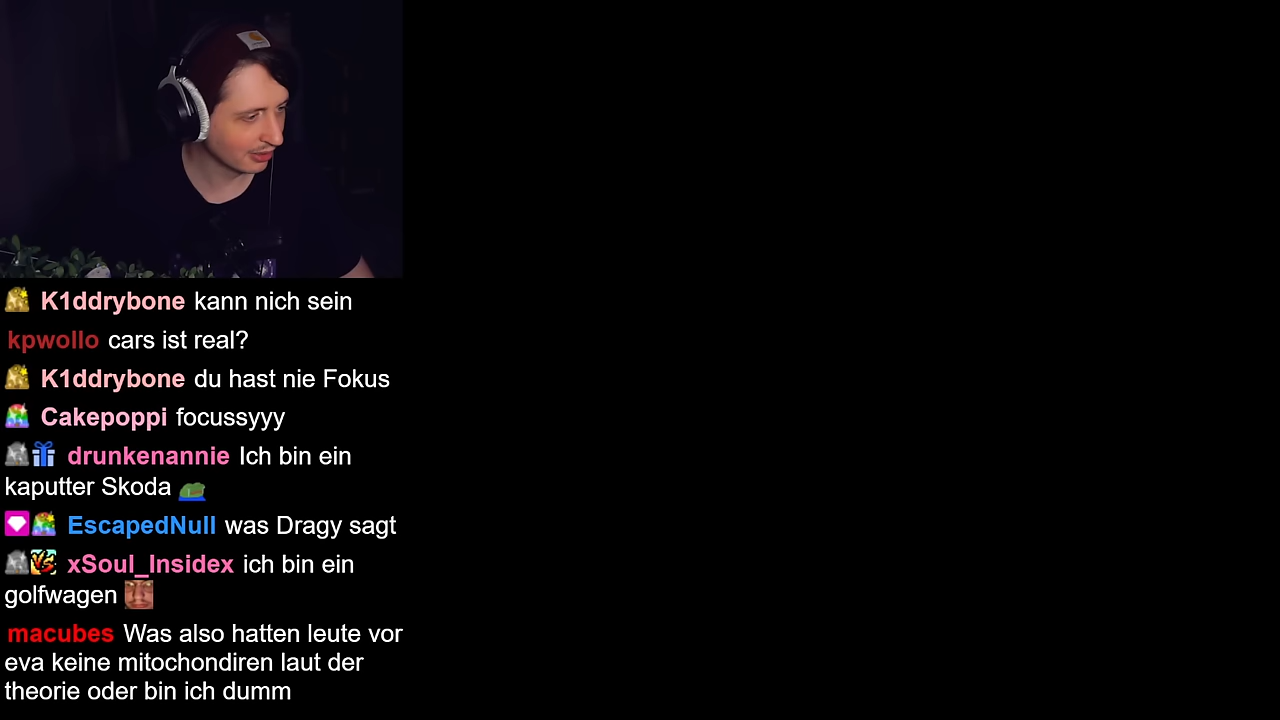 K1ddrybone kann nich sein
kpwollo cars ist real?
K1ddrybone du hast nie Fokus
Cakepoppi focussyyy
drunkenannie Ich bin ein
kaputter Skoda
EscapedNull was Dragy sagt
xSoul_Insidex ich bin ein
golfwagen
macubes Was also hatten leute vor
eva keine mitochondiren laut der
theorie oder bin ich dumm